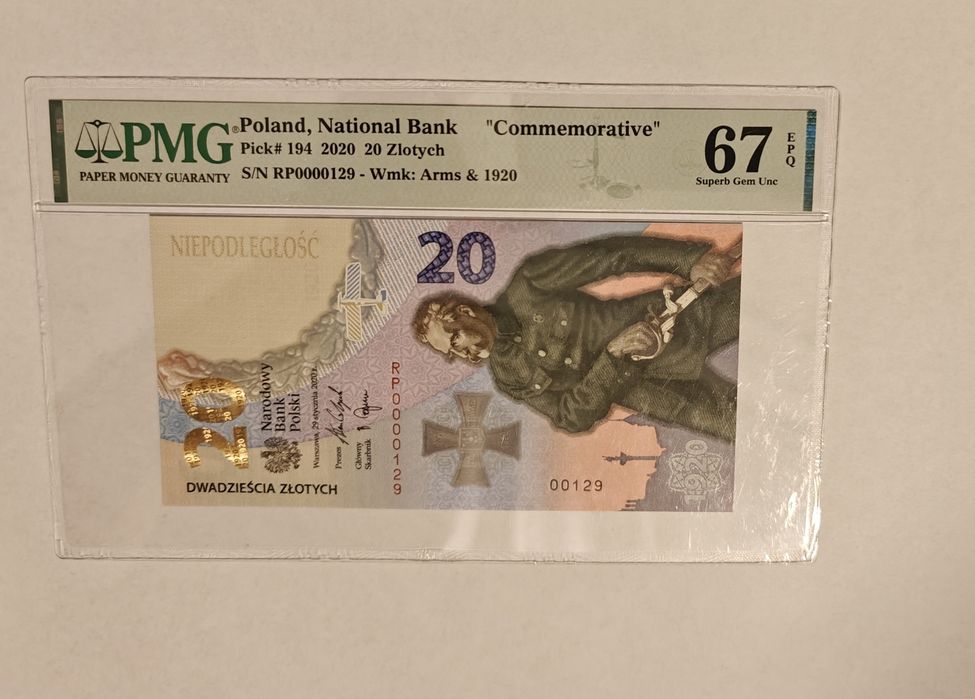 PMG®
PAPER MONEY GUARANTY
Poland, National Bank "Commemorative"
Pick# 194 2020 20 Zlotych
S/N RP0000129 - Wmk: Arms & 1920
67
EPQ
Superb Gem Unc
NIEPODLEGŁOŚĆ
20
20
Narodowy
Bank
Polski
Warszawa, 29 stycznia 2020 r.
Prezes
Główny
Skarbnik
RP0000129
DWADZIEŚCIA ZŁOTYCH
00129
1920